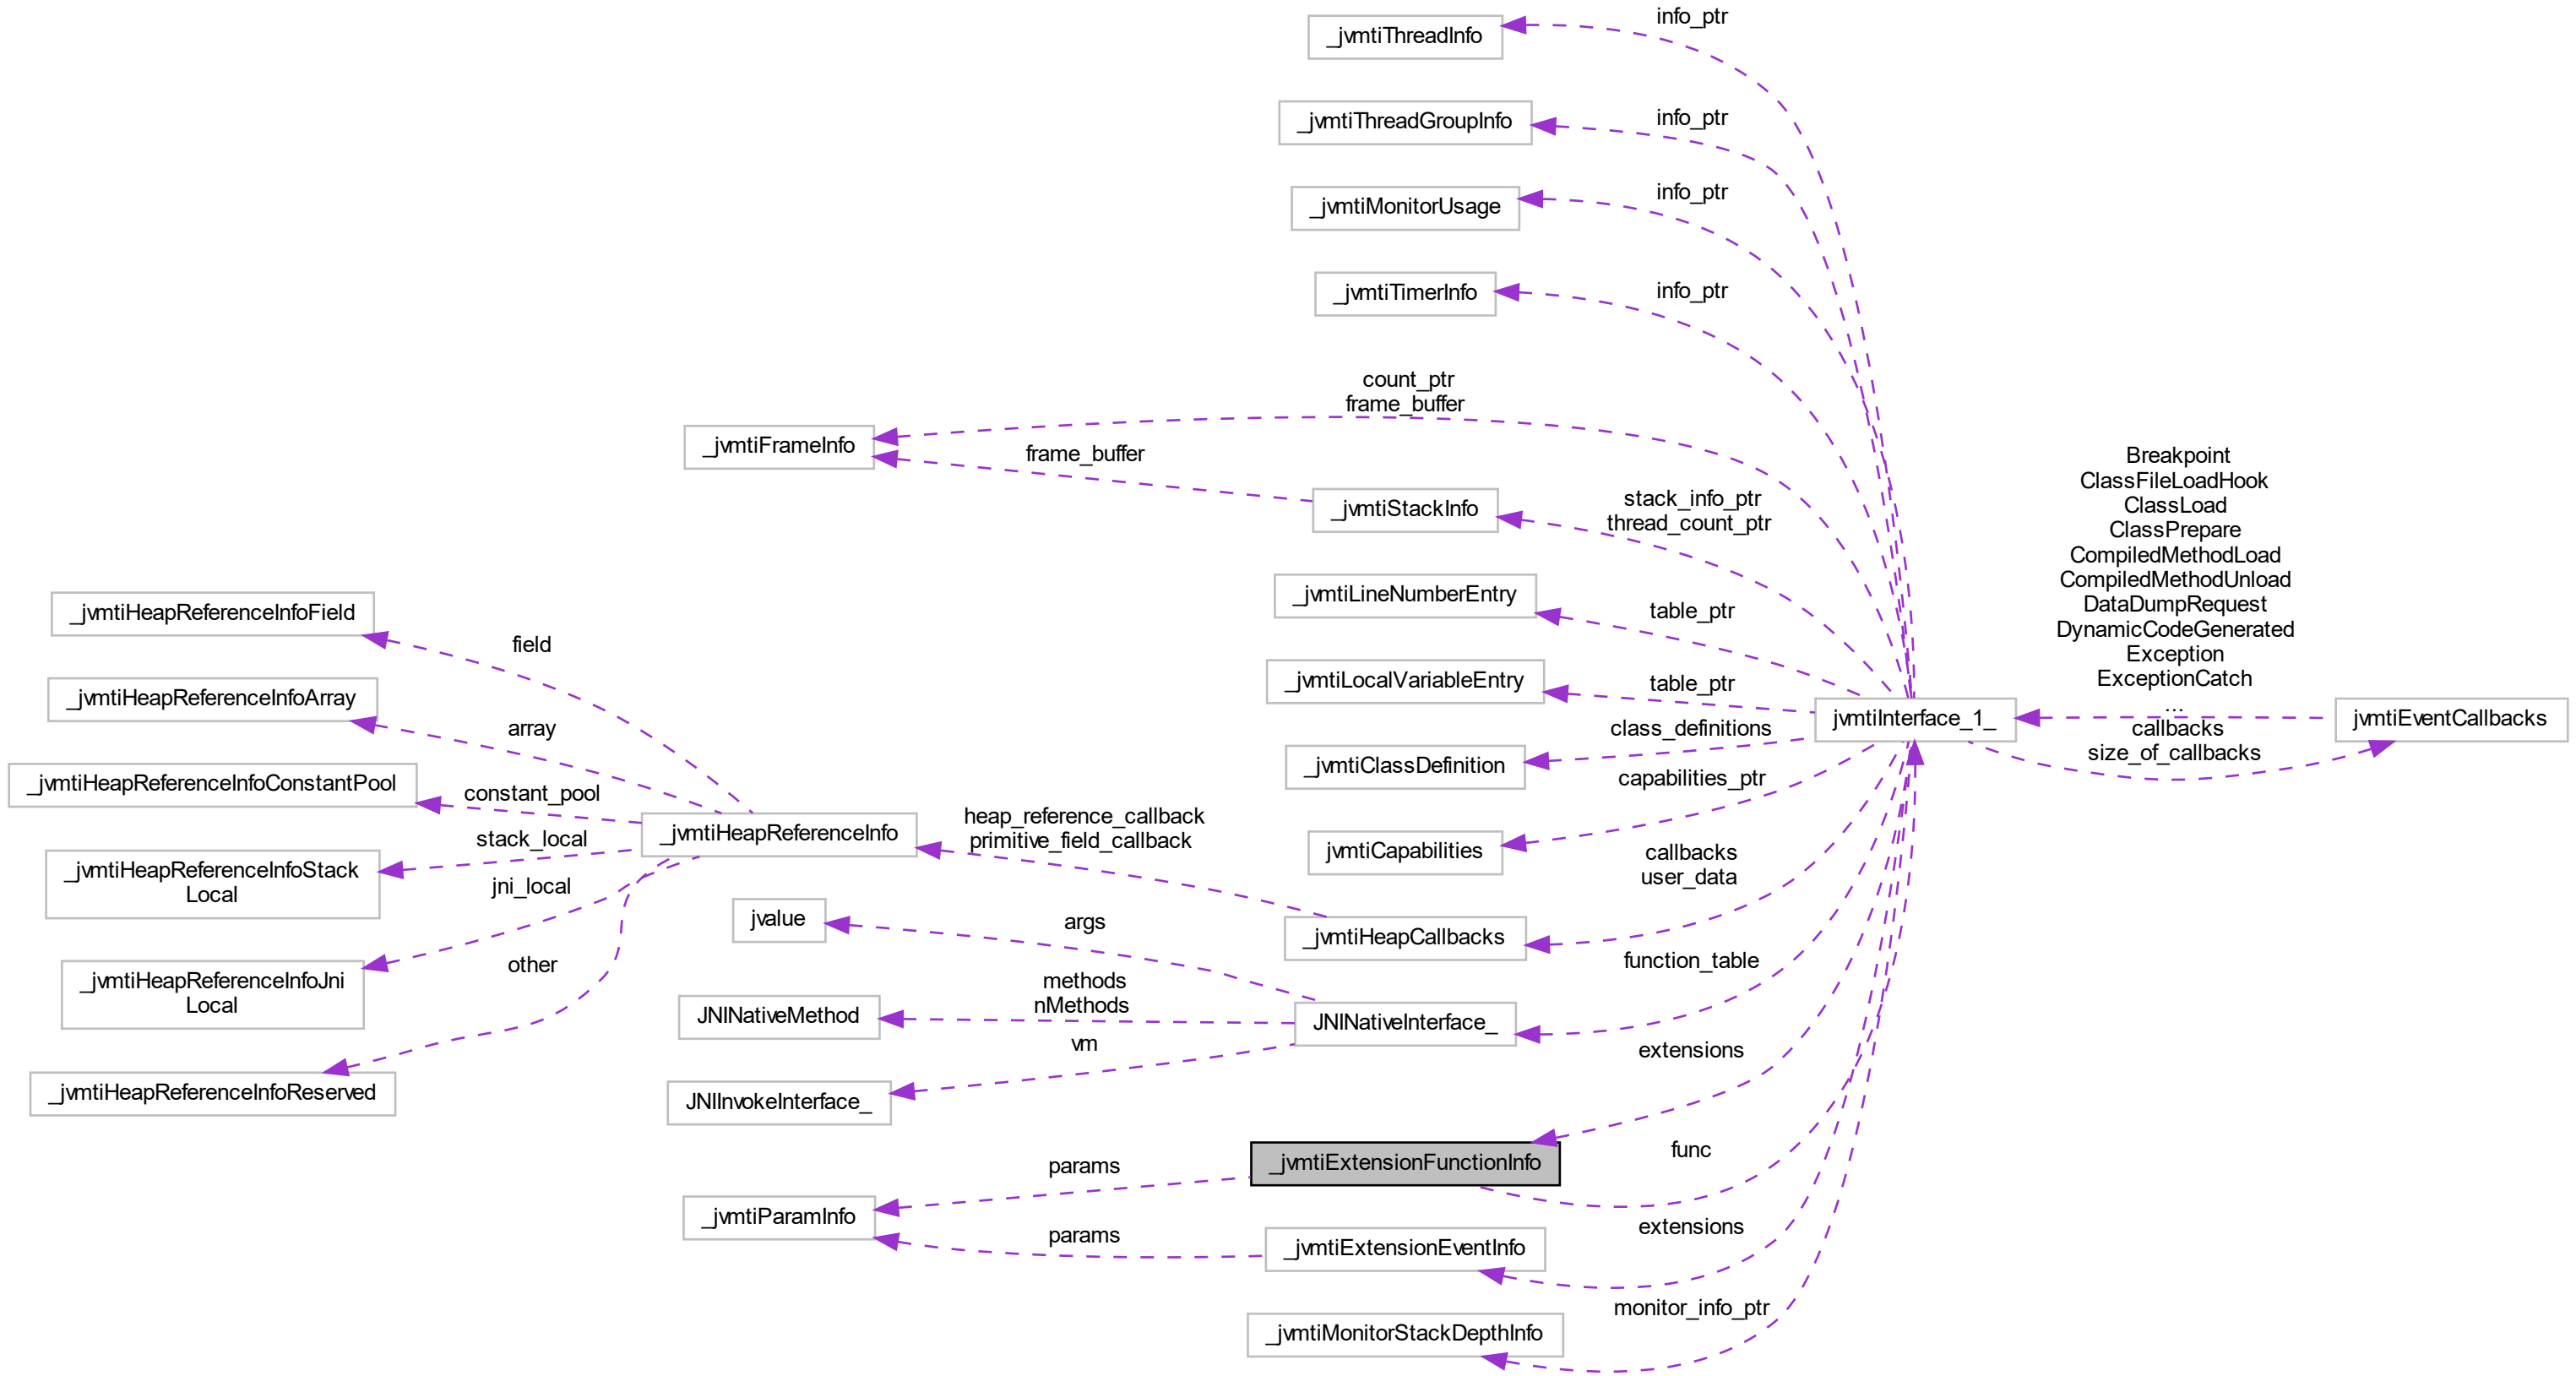 _jvmtiThreadInfo
info_ptr
_jvmtiThreadGroupInfo
info_ptr
_jvmtiMonitorUsage
info_ptr
_jvmtiTimerInfo
info_ptr
count_ptr
frame_buffer
_jvmtiFrameInfo
frame_buffer
_jvmtiStackInfo
stack_info_ptr
thread_count_ptr
_jvmtiLineNumberEntry
table_ptr
_jvmtiLocalVariableEntry
table_ptr
_jvmtiClassDefinition
class_definitions
jvmtiCapabilities
capabilities_ptr
jvmtiInterface_1_
Breakpoint
ClassFileLoadHook
ClassLoad
ClassPrepare
CompiledMethodLoad
CompiledMethodUnload
DataDumpRequest
DynamicCodeGenerated
Exception
ExceptionCatch
...
callbacks
size_of_callbacks
jvmtiEventCallbacks
_jvmtiHeapReferenceInfoField
field
_jvmtiHeapReferenceInfoArray
array
_jvmtiHeapReferenceInfoConstantPool
constant_pool
_jvmtiHeapReferenceInfo
_jvmtiHeapReferenceInfoStack
Local
stack_local
_jvmtiHeapReferenceInfoJni
Local
jni_local
_jvmtiHeapReferenceInfoReserved
other
heap_reference_callback
primitive_field_callback
_jvmtiHeapCallbacks
callbacks
user_data
jvalue
args
JNINativeMethod
methods
nMethods
JNINativeInterface_
function_table
JNIInvokeInterface_
vm
_jvmtiExtensionFunctionInfo
extensions
func
_jvmtiParamInfo
params
params
_jvmtiExtensionEventInfo
extensions
_jvmtiMonitorStackDepthInfo
monitor_info_ptr